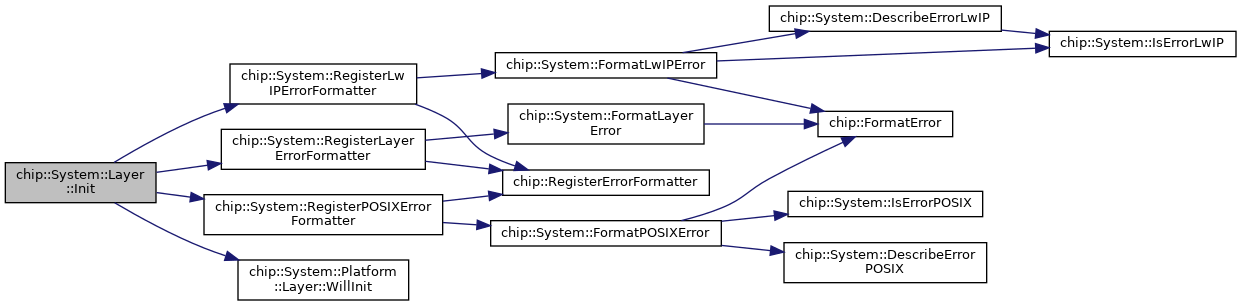 chip::System::Layer
::Init
chip::System::RegisterLw
IPErrorFormatter
chip::System::RegisterLayer
ErrorFormatter
chip::System::RegisterPOSIXError
Formatter
chip::System::Platform
::Layer::WillInit
chip::System::FormatLwIPError
chip::System::FormatLayer
Error
chip::RegisterErrorFormatter
chip::System::FormatPOSIXError
chip::System::DescribeErrorLwIP
chip::FormatError
chip::System::IsErrorPOSIX
chip::System::DescribeError
POSIX
chip::System::IsErrorLwIP